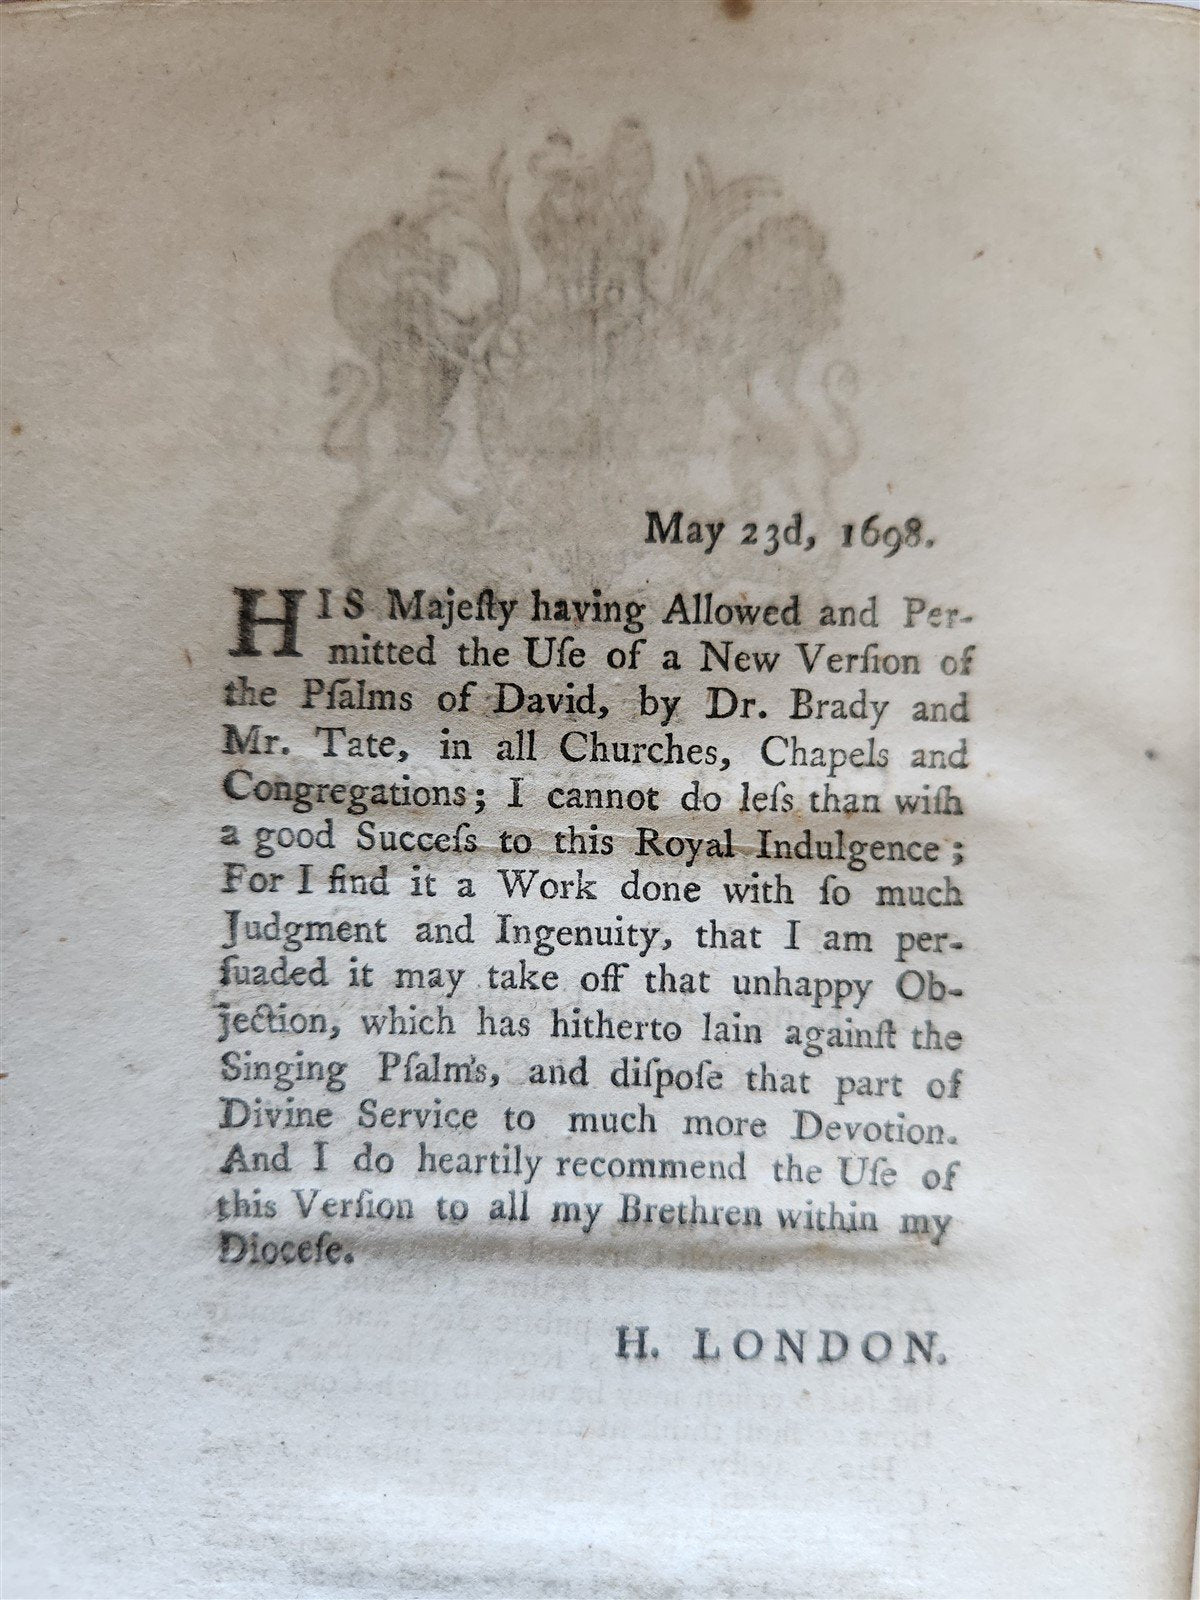 May 23d, 1698.
HIS Majeſty having Allowed and Per-
mitted the Uſe of a New Verſion of
the Pſalms of David, by Dr. Brady and
Mr. Tate, in all Churches, Chapels and
Congregations; I cannot do leſs than wiſh
a good Succeſs to this Royal Indulgence;
For I find it a Work done with ſo much
Judgment and Ingenuity, that I am per-
ſuaded it may take off that unhappy Ob-
jection, which has hitherto lain againſt the
Singing Pſalm's, and diſpoſe that part of
Divine Service to much more Devotion.
And I do heartily recommend the Uſe of
this Verſion to all my Brethren within my
Dioceſe.
H. LONDON.